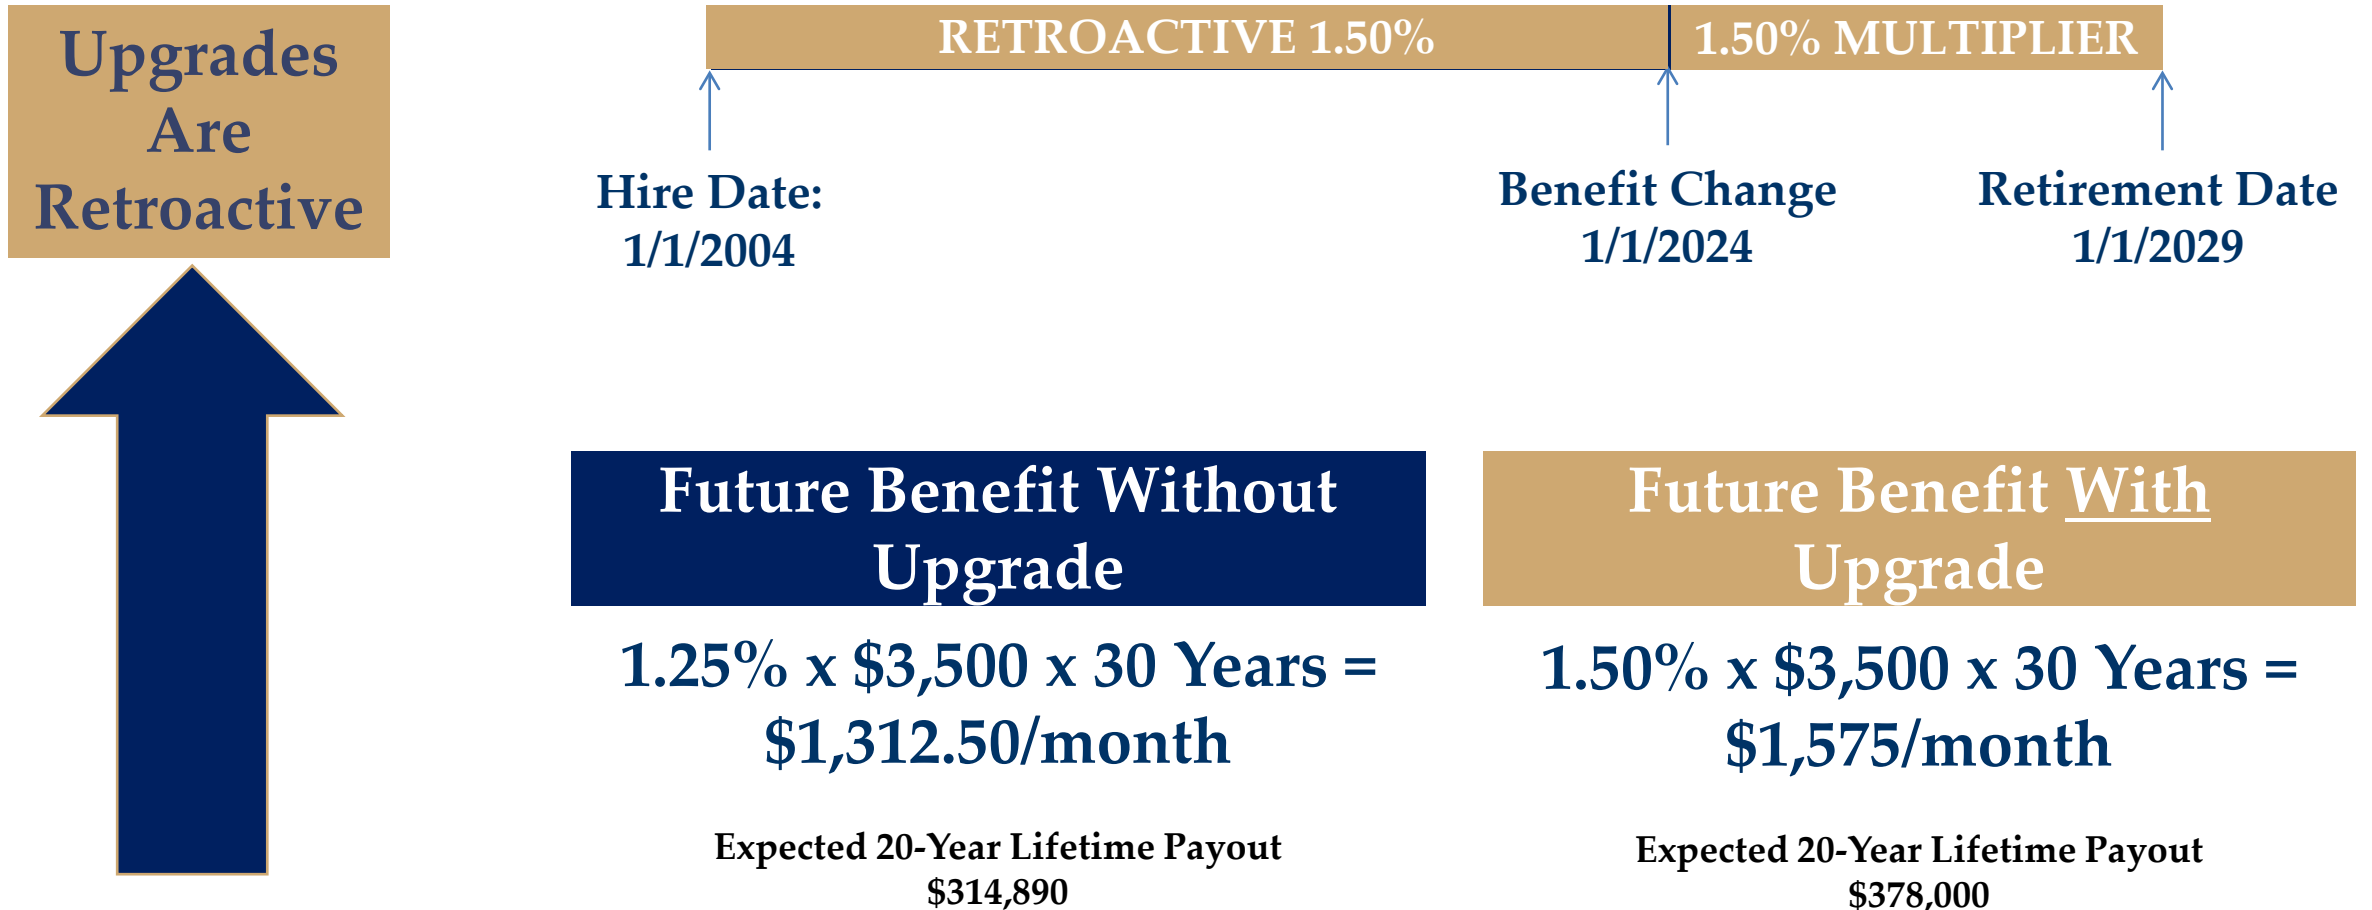 Upgrades
Are
Retroactive
RETROACTIVE 1.50%
1.50% MULTIPLIER
Hire Date:
1/1/2004
Benefit Change
1/1/2024
Retirement Date
1/1/2029
Future Benefit Without
Upgrade
1.25% x $3,500 x 30 Years =
$1,312.50/month
Expected 20-Year Lifetime Payout
$314,890
Future Benefit With
Upgrade
1.50% x $3,500 x 30 Years =
$1,575/month
Expected 20-Year Lifetime Payout
$378,000